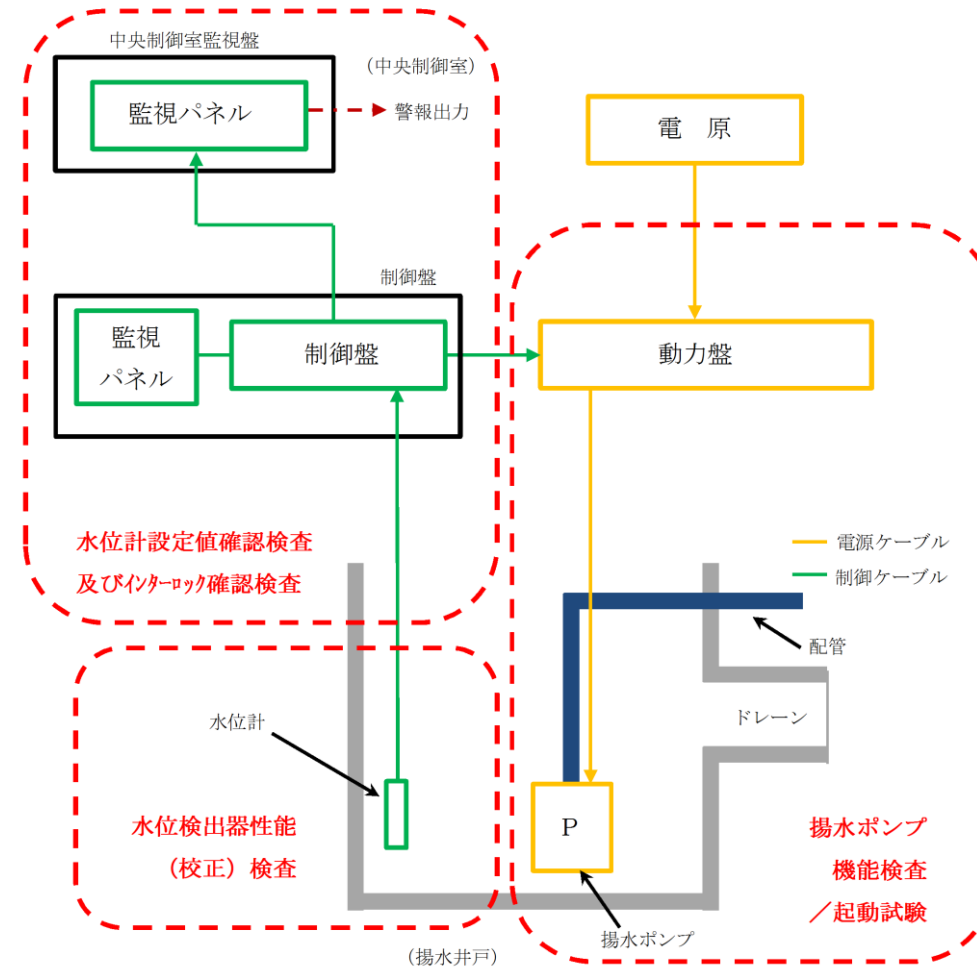 中央制御室監視盤
(中央制御室)
監視パネル
警報出力
電 原
制御盤
監視
パネル
制御盤
動力盤
水位計設定値確認検査
及びインターロック確認検査
電源ケーブル
制御ケーブル
配管
水位計
ドレーン
水位検出器性能
(校正)検査
P
揚水ポンプ
機能検査
/起動試験
揚水ポンプ
(揚水井戸)